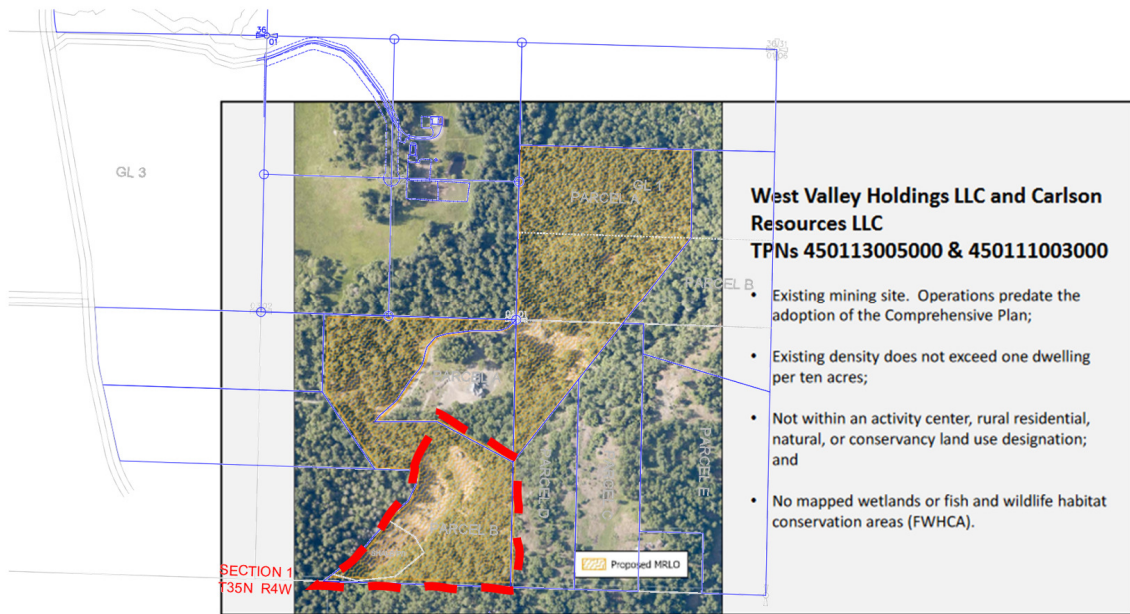 36
01
GL 3
GL 1
PARCEL A
West Valley Holdings LLC and Carlson
Resources LLC
TPNs 450113005000 & 450111003000
PARCEL B
• Existing mining site. Operations predate the
adoption of the Comprehensive Plan;
• Existing density does not exceed one dwelling
per ten acres;
• Not within an activity center, rural residential,
natural, or conservancy land use designation;
and
• No mapped wetlands or fish and wildlife habitat
conservation areas (FWHCA).
PARCEL D
PARCEL E
PARCEL B
Proposed MRLO
SECTION 1
T35N R4W